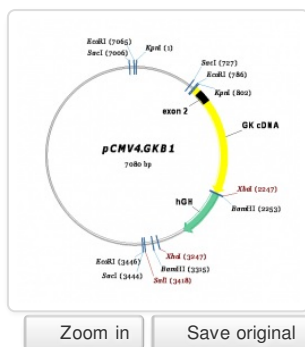 EcoRI (7065)
KpnI (1)
SacI (7006)
SacI (727)
EcoRI (786)
KpnI (802)
exon 2
GK cDNA
pCMV4.GKB1
7080 bp
XbaI (2247)
hGH
BamHI (2253)
XbaI (3247)
EcoRI (3446)
BamHI (3325)
SacI (3444)
SalI (3418)
Zoom in
Save original